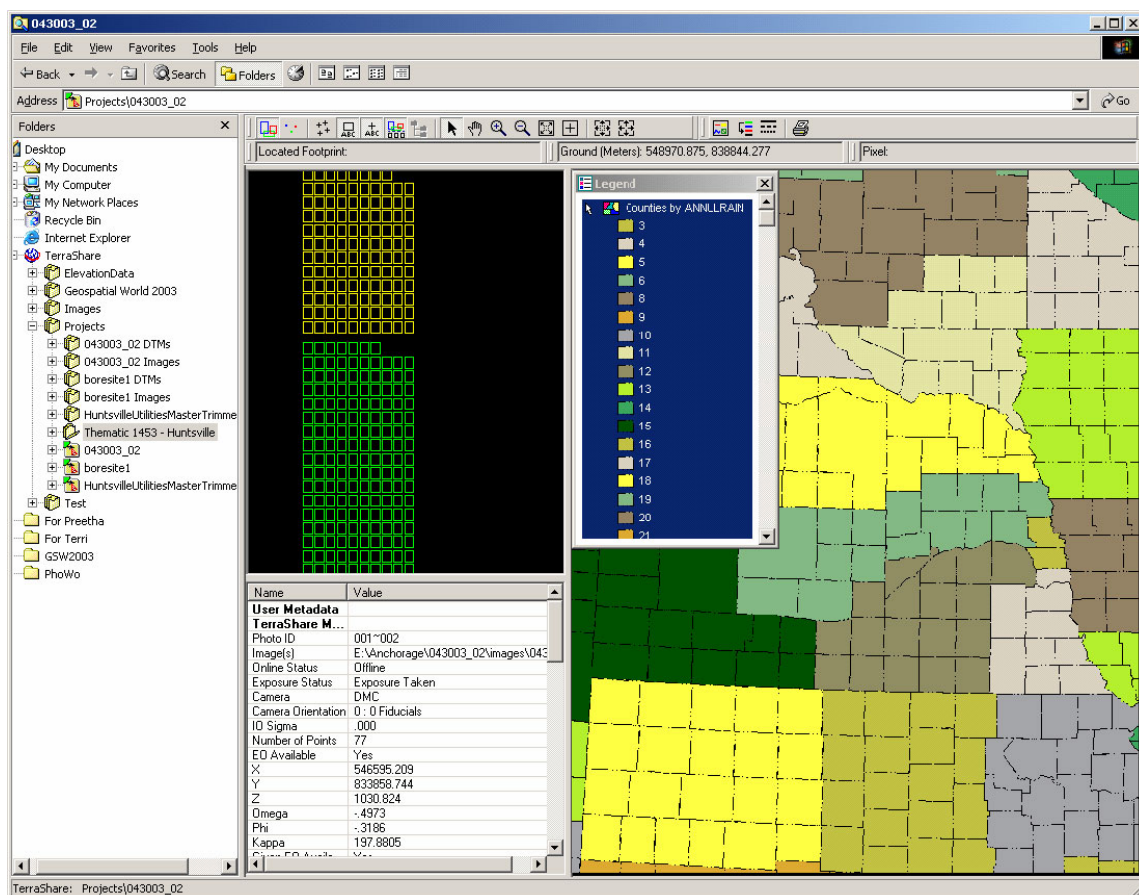 043003_02
File Edit View Favorites Tools Help
Back Search Folders
Address Projects\043003_02 Go
Folders
Desktop
My Documents
My Computer
My Network Places
Recycle Bin
Internet Explorer
TerraShare
ElevationData
Geospatial World 2003
Images
Projects
043003_02 DTMs
043003_02 Images
boresite1 DTMs
boresite1 Images
HuntsvilleUtilitiesMasterTrimme
Thematic 1453 - Huntsville
043003_02
boresite1
HuntsvilleUtilitiesMasterTrimme
Test
For Preetha
For Terri
GSW2003
PhoWo
ABC ABC
Located Footprint: Ground (Meters): 548970.875, 838844.277 Pixel:
Name Value
User Metadata
TerraShare M...
Photo ID 001~002
Image(s) E:\Anchorage\043003_02\images\043
Online Status Offline
Exposure Status Exposure Taken
Camera DMC
Camera Orientation 0 : 0 Fiducials
IO Sigma .000
Number of Points 77
EO Available Yes
X 546595.209
Y 833858.744
Z 1030.824
Omega -.4973
Phi -.3186
Kappa 197.8805
Legend
Counties by ANNLLRAIN
3
4
5
6
8
9
10
11
12
13
14
15
16
17
18
19
20
21
TerraShare: Projects\043003_02